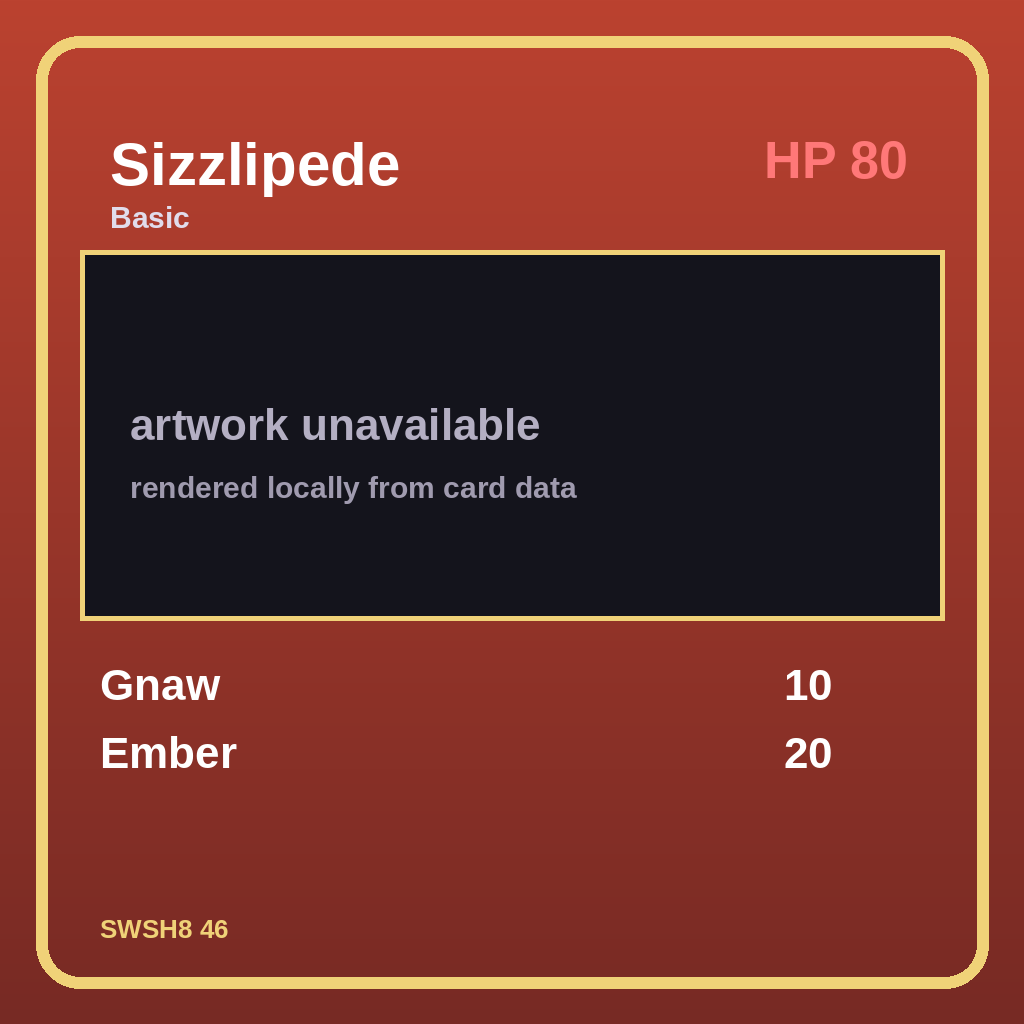 Sizzlipede
HP 80
Basic
artwork unavailable
rendered locally from card data
Gnaw 10
Ember 20
SWSH8 46